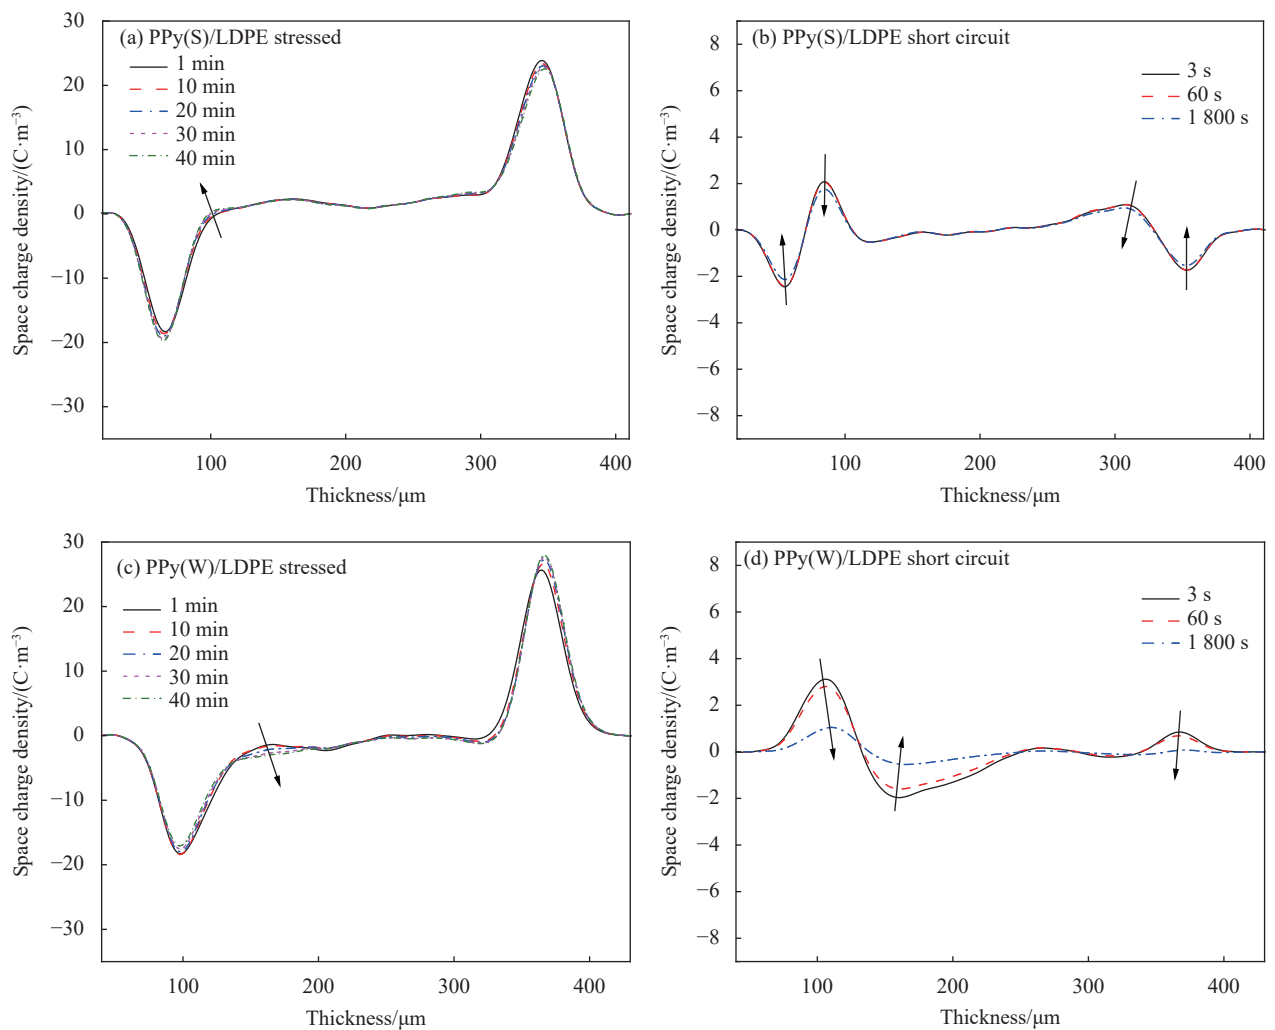 (a) PPy(S)/LDPE stressed
1 min
10 min
20 min
30 min
40 min
30
20
10
0
−10
−20
−30
Space charge density/(C·m⁻³)
100
200
300
400
Thickness/μm
(b) PPy(S)/LDPE short circuit
3 s
60 s
1 800 s
8
6
4
2
0
−2
−4
−6
−8
Space charge density/(C·m⁻³)
100
200
300
400
Thickness/μm
(c) PPy(W)/LDPE stressed
1 min
10 min
20 min
30 min
40 min
30
20
10
0
−10
−20
−30
Space charge density/(C·m⁻³)
100
200
300
400
Thickness/μm
(d) PPy(W)/LDPE short circuit
3 s
60 s
1 800 s
8
6
4
2
0
−2
−4
−6
−8
Space charge density/(C·m⁻³)
100
200
300
400
Thickness/μm